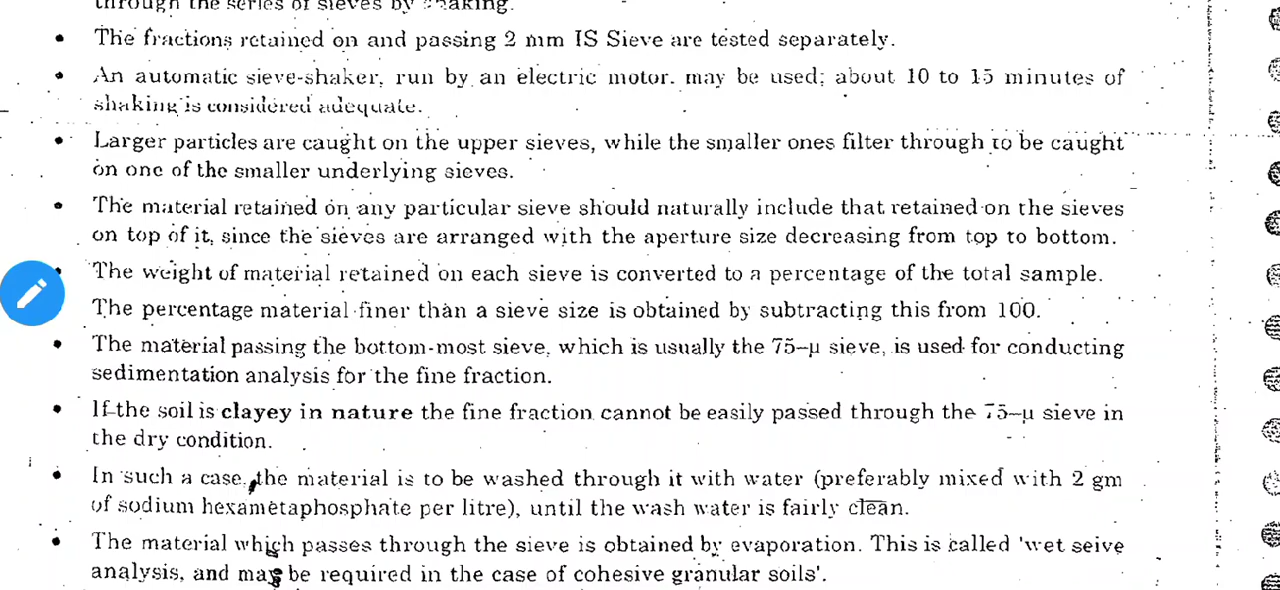 through the series of sieves by shaking.
• The fractions retained on and passing 2 mm IS Sieve are tested separately.
• An automatic sieve-shaker, run by an electric motor. may be used; about 10 to 15 minutes of
shaking is considered adequate.
• Larger particles are caught on the upper sieves, while the smaller ones filter through to be caught
on one of the smaller underlying sieves.
• The material retained on any particular sieve should naturally include that retained on the sieves
on top of it, since the sieves are arranged with the aperture size decreasing from top to bottom.
• The weight of material retained on each sieve is converted to a percentage of the total sample.
The percentage material finer than a sieve size is obtained by subtracting this from 100.
• The material passing the bottom-most sieve, which is usually the 75–µ sieve, is used for conducting
sedimentation analysis for the fine fraction.
• If the soil is clayey in nature the fine fraction cannot be easily passed through the 75–µ sieve in
the dry condition.
• In such a case, the material is to be washed through it with water (preferably mixed with 2 gm
of sodium hexametaphosphate per litre), until the wash water is fairly clean.
• The material which passes through the sieve is obtained by evaporation. This is called 'wet seive
analysis, and may be required in the case of cohesive granular soils'.